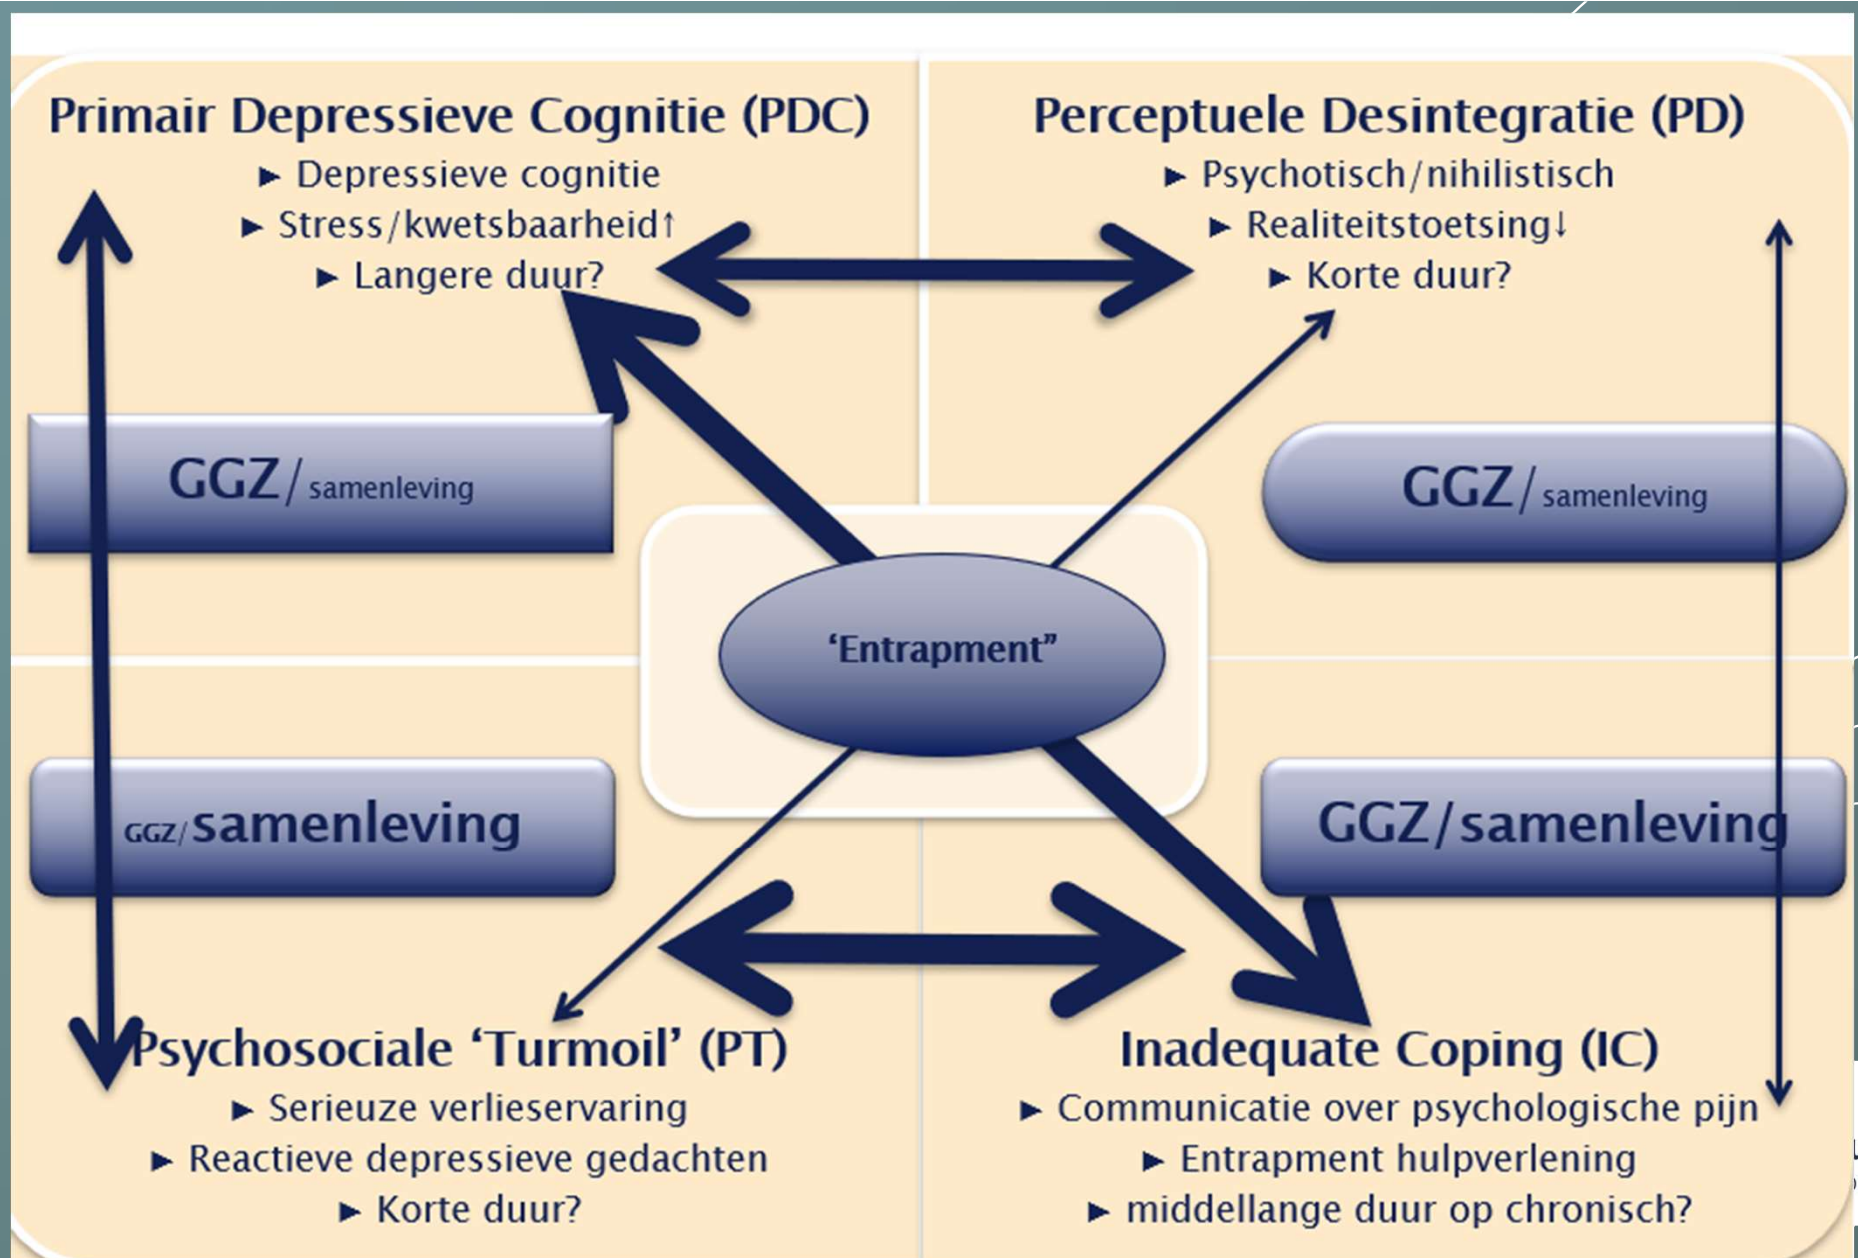 Primair Depressieve Cognitie (PDC)
► Depressieve cognitie
► Stress/kwetsbaarheid↑
► Langere duur?
GGZ/ samenleving
Perceptuele Desintegratie (PD)
► Psychotisch/nihilistisch
► Realiteitstoetsing↓
► Korte duur?
GGZ/ samenleving
‘Entrapment”
GGZ/samenleving
Psychosociale ‘Turmoil’ (PT)
► Serieuze verlieservaring
► Reactieve depressieve gedachten
► Korte duur?
GGZ/samenleving
Inadequate Coping (IC)
► Communicatie over psychologische pijn
► Entrapment hulpverlening
► middellange duur op chronisch?